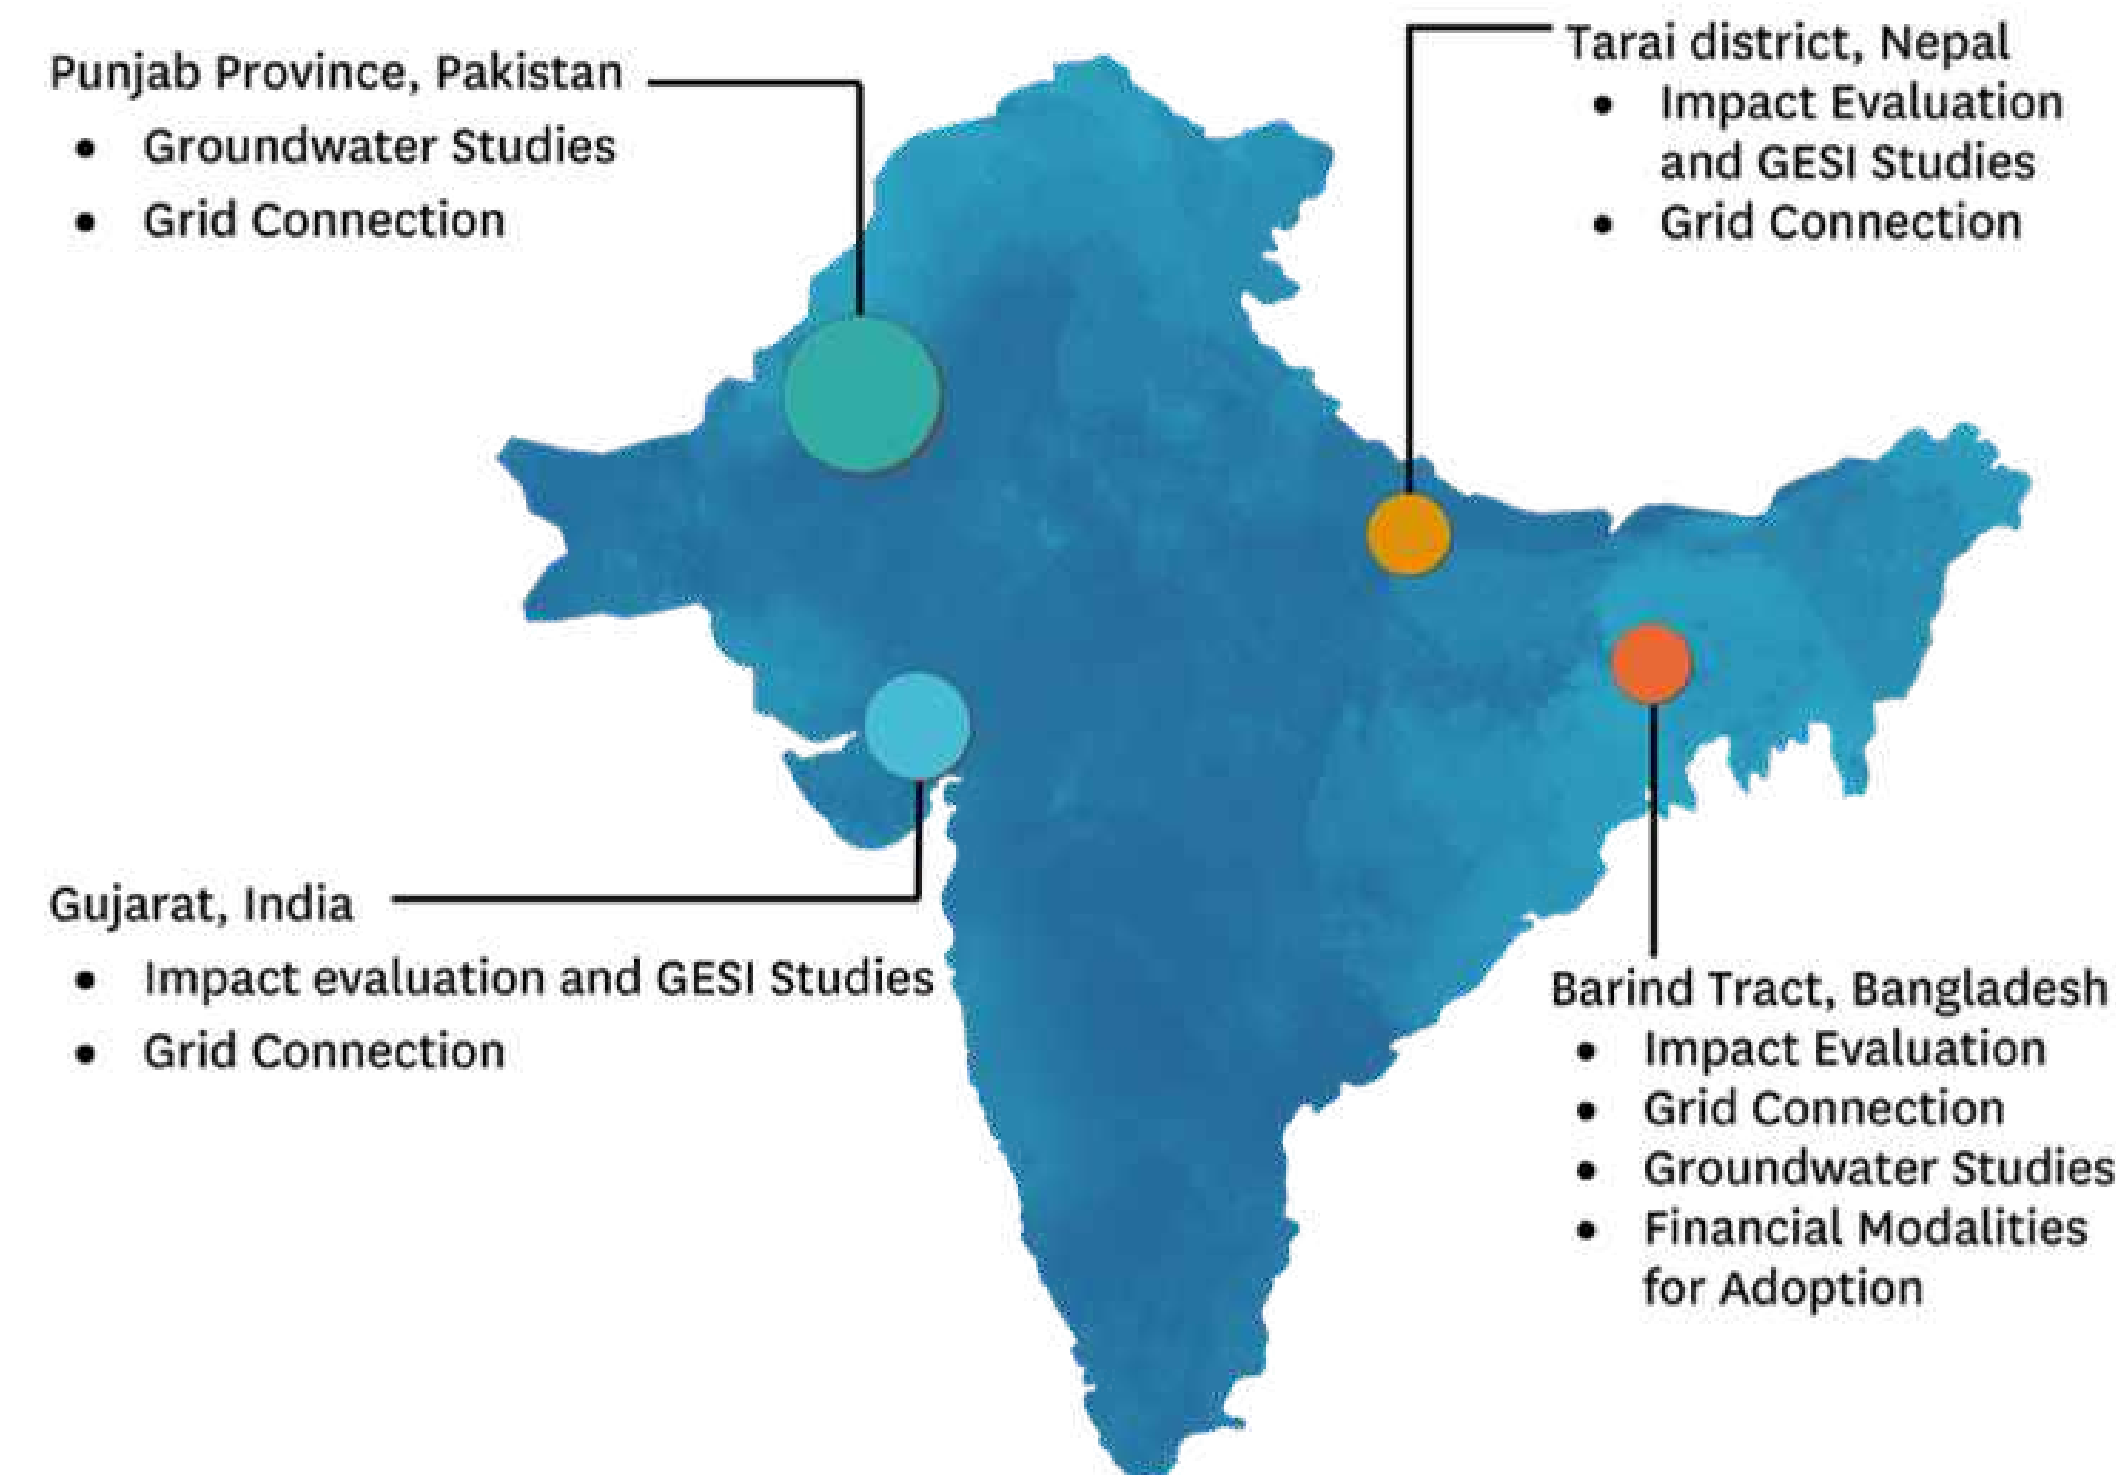 Punjab Province, Pakistan
• Groundwater Studies
• Grid Connection
Tarai district, Nepal
• Impact Evaluation
and GESI Studies
• Grid Connection
Gujarat, India
• Impact evaluation and GESI Studies
• Grid Connection
Barind Tract, Bangladesh
• Impact Evaluation
• Grid Connection
• Groundwater Studies
• Financial Modalities
for Adoption